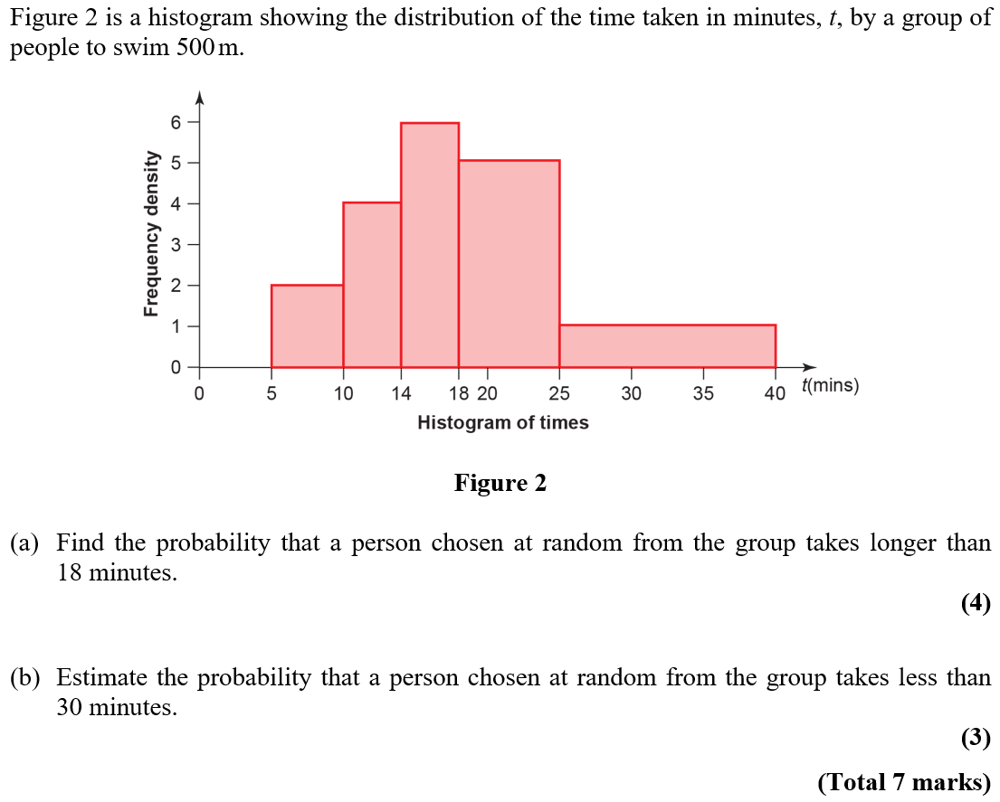 Figure 2 is a histogram showing the distribution of the time taken in minutes, t, by a group of
people to swim 500 m.
Frequency density
6
5
4
3
2
1
0
0 5 10 14 18 20 25 30 35 40 t(mins)
Histogram of times
Figure 2
(a) Find the probability that a person chosen at random from the group takes longer than
18 minutes.
(4)
(b) Estimate the probability that a person chosen at random from the group takes less than
30 minutes.
(3)
(Total 7 marks)